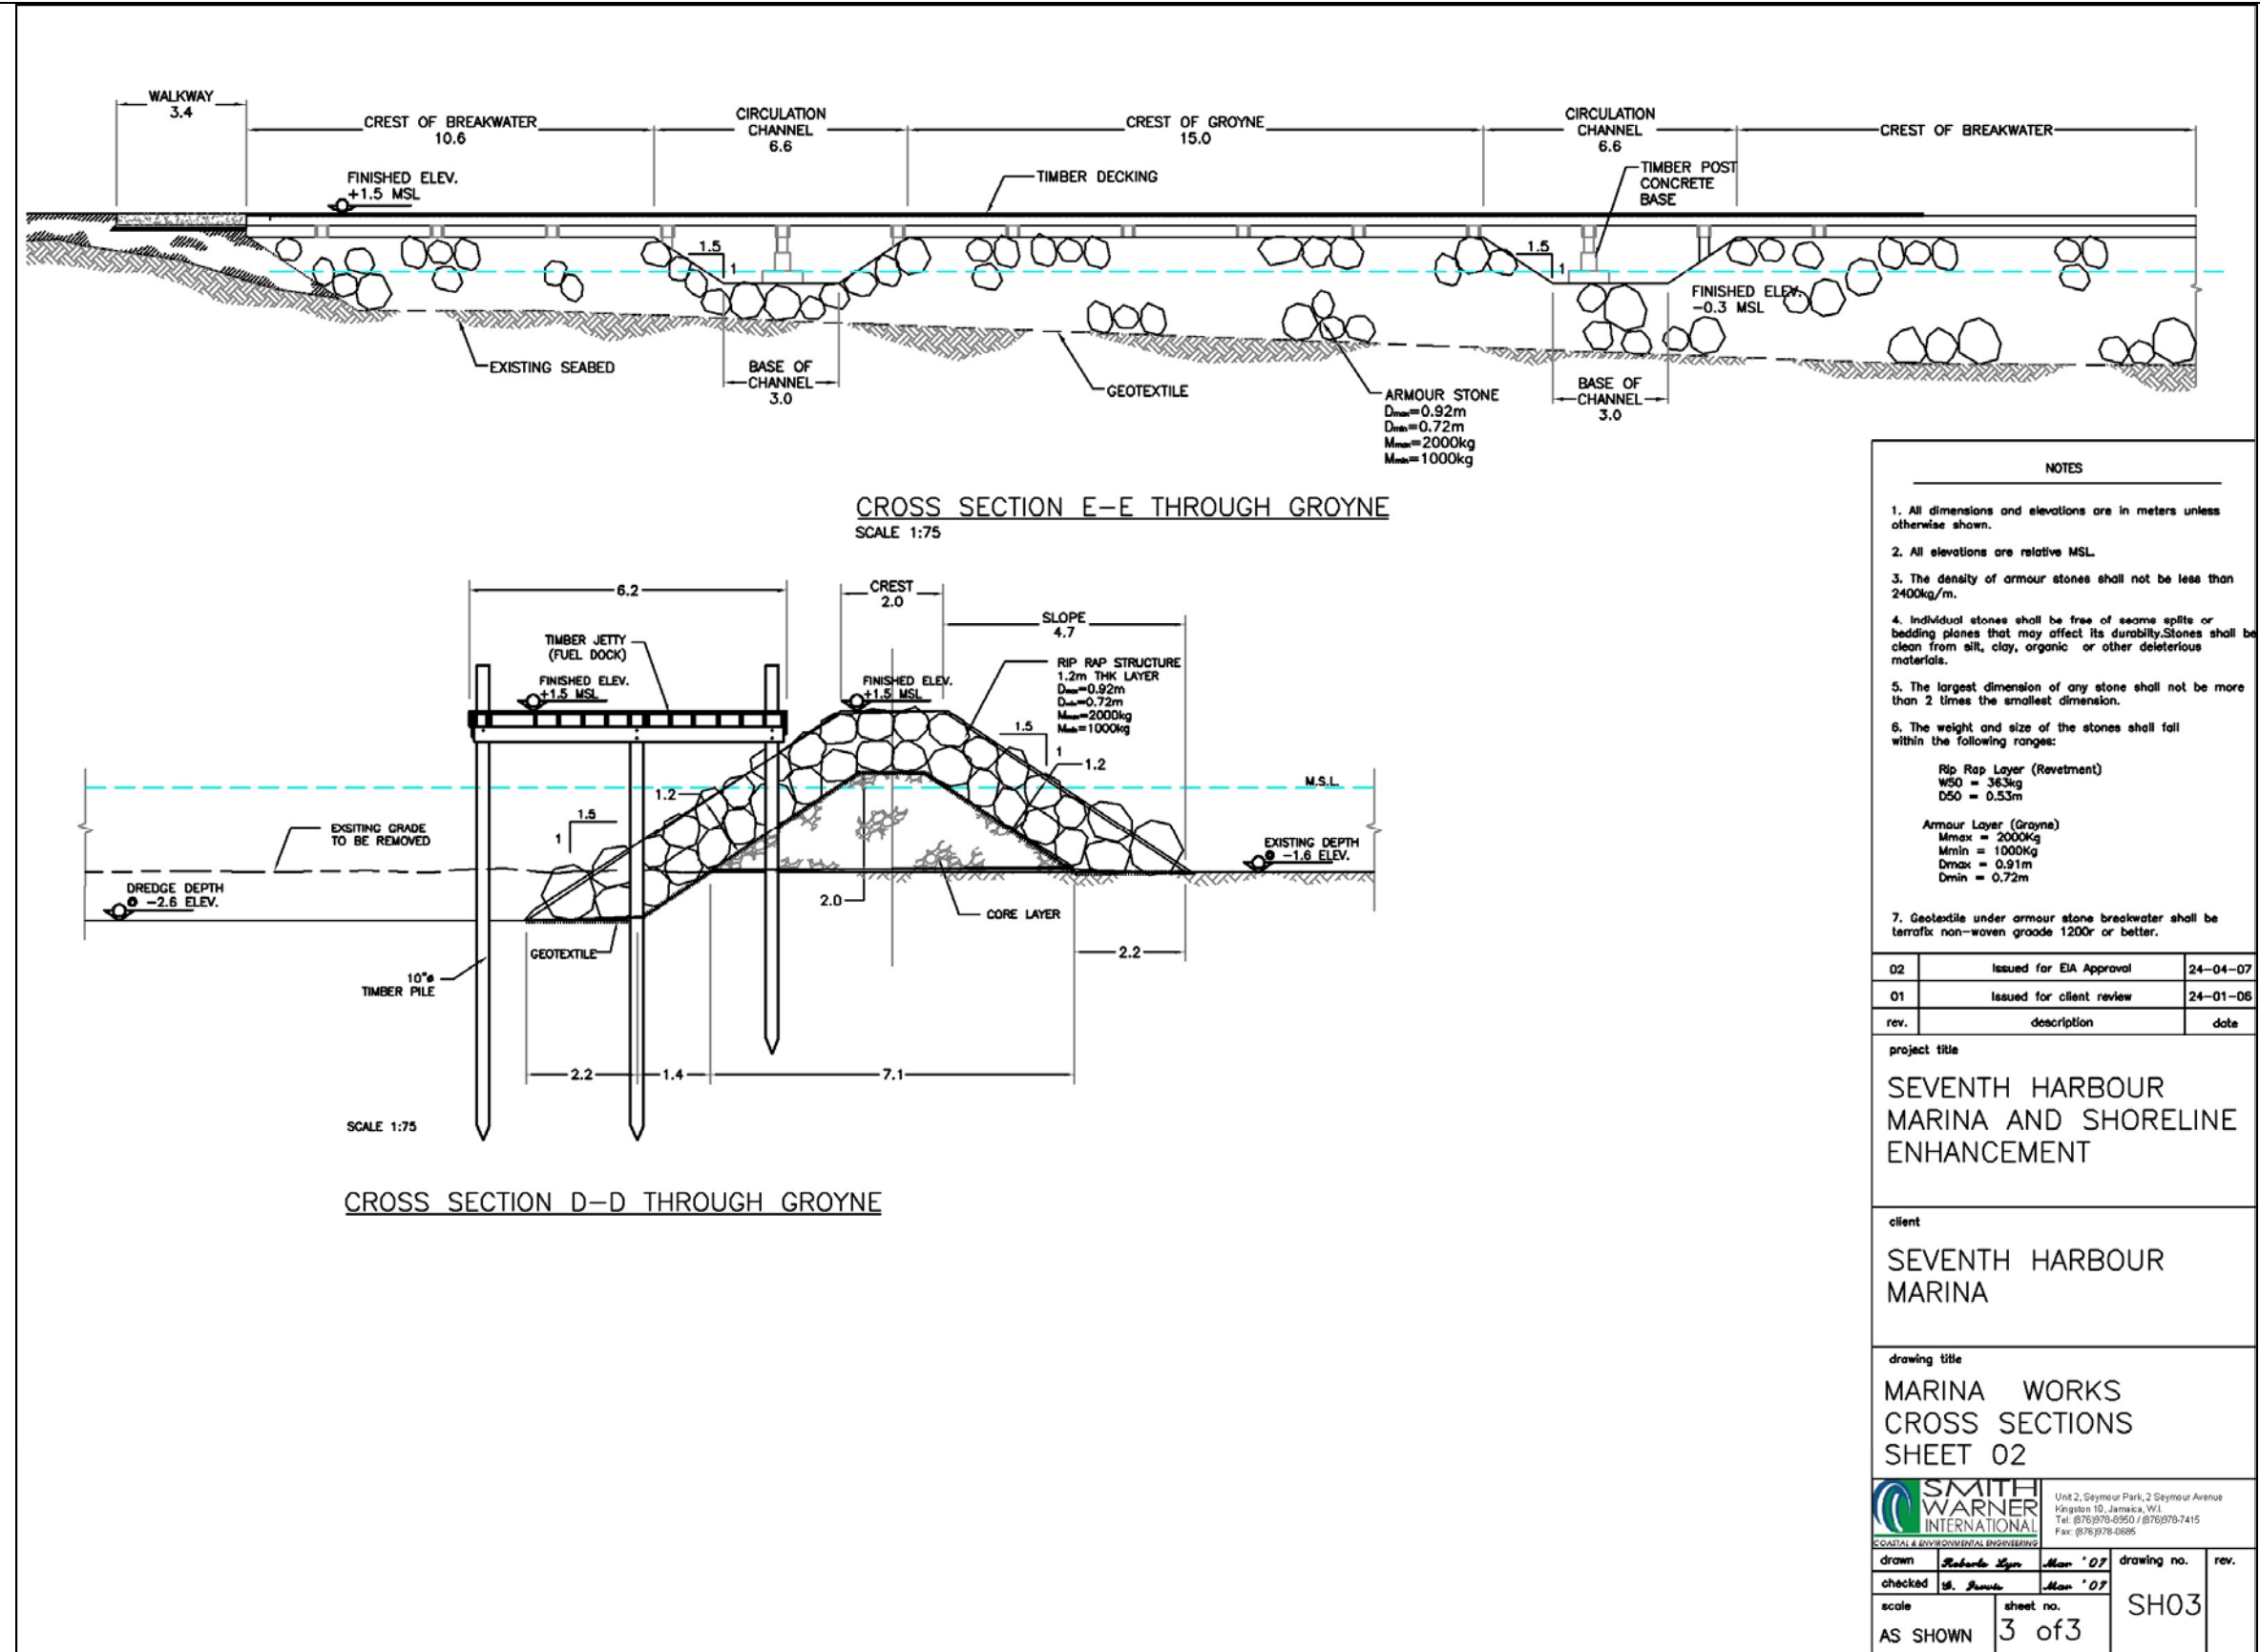 WALKWAY
3.4
CREST OF BREAKWATER
10.6
CIRCULATION
CHANNEL
6.6
CREST OF GROYNE
15.0
CIRCULATION
CHANNEL
6.6
CREST OF BREAKWATER
FINISHED ELEV.
+1.5 MSL
TIMBER DECKING
TIMBER POST
CONCRETE
BASE
1.5
1
1.5
1
FINISHED ELEV.
-0.3 MSL
EXISTING SEABED
BASE OF
CHANNEL
3.0
GEOTEXTILE
ARMOUR STONE
Dmax=0.92m
Dmin=0.72m
Mmax=2000kg
Mmin=1000kg
BASE OF
CHANNEL
3.0
CROSS SECTION E-E THROUGH GROYNE
SCALE 1:75
6.2
CREST
2.0
SLOPE
4.7
TIMBER JETTY
(FUEL DOCK)
FINISHED ELEV.
+1.5 MSL
FINISHED ELEV.
+1.5 MSL
RIP RAP STRUCTURE
1.2m THK LAYER
Dmax=0.92m
Dmin=0.72m
Mmax=2000kg
Mmin=1000kg
1.5
1
1.2
M.S.L.
1.2
1.5
1
EXSITING GRADE
TO BE REMOVED
EXISTING DEPTH
@ -1.6 ELEV.
DREDGE DEPTH
@ -2.6 ELEV.
2.0
CORE LAYER
GEOTEXTILE
2.2
10"ø
TIMBER PILE
2.2
1.4
7.1
SCALE 1:75
CROSS SECTION D-D THROUGH GROYNE
NOTES
1. All dimensions and elevations are in meters unless
otherwise shown.
2. All elevations are relative MSL.
3. The density of armour stones shall not be less than
2400kg/m.
4. Individual stones shall be free of seams splits or
bedding planes that may affect its durabilty.Stones shall be
clean from silt, clay, organic or other deleterious
materials.
5. The largest dimension of any stone shall not be more
than 2 times the smallest dimension.
6. The weight and size of the stones shall fall
within the following ranges:
Rip Rap Layer (Revetment)
W50 = 363kg
D50 = 0.53m
Armour Layer (Groyne)
Mmax = 2000Kg
Mmin = 1000Kg
Dmax = 0.91m
Dmin = 0.72m
7. Geotextile under armour stone breakwater shall be
terrafix non-woven graade 1200r or better.
02 Issued for EIA Approval 24-04-07
01 Issued for client review 24-01-06
rev. description date
project title
SEVENTH HARBOUR
MARINA AND SHORELINE
ENHANCEMENT
client
SEVENTH HARBOUR
MARINA
drawing title
MARINA WORKS
CROSS SECTIONS
SHEET 02
SMITH
WARNER
INTERNATIONAL
COASTAL & ENVIRONMENTAL ENGINEERING
Unit 2, Seymour Park, 2 Seymour Avenue
Kingston 10, Jamaica, W.I.
Tel: (876)978-8950 / (876)978-7415
Fax: (876)978-0685
drawn Roberto Lyn Mar '07
checked Mar '07
drawing no. rev.
SH03
scale
AS SHOWN
sheet no.
3 of3